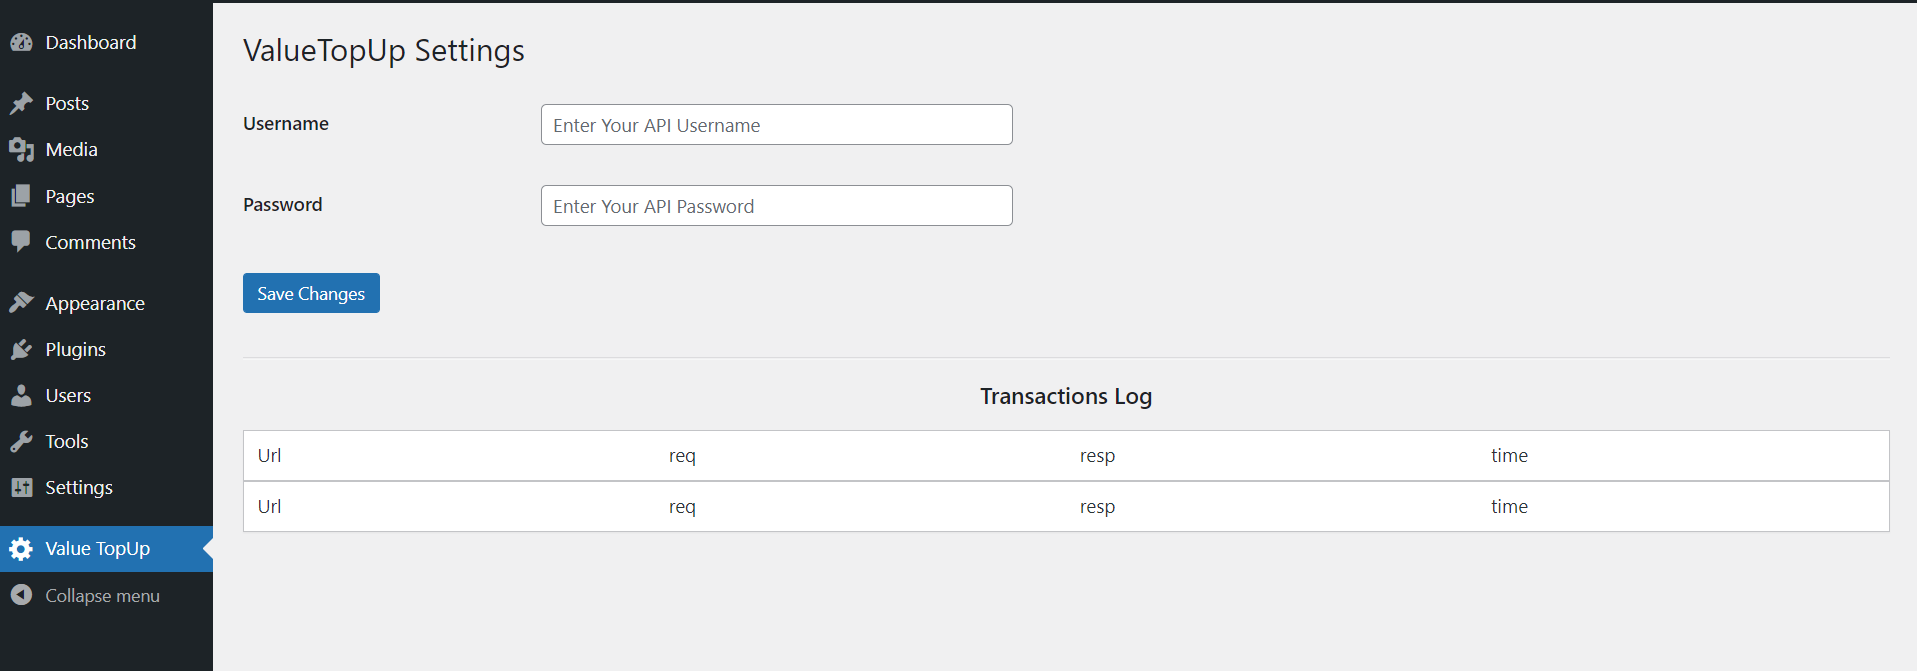 Dashboard
Posts
Media
Pages
Comments
Appearance
Plugins
Users
Tools
Settings
Value TopUp
Collapse menu
ValueTopUp Settings
Username
Enter Your API Username
Password
Enter Your API Password
Save Changes
Transactions Log
Url req resp time
Url req resp time